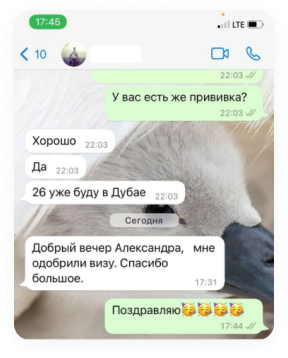 17:45
LTE
10
22:03
У вас есть же прививка?
22:03
Хорошо 22:03
Да 22:03
26 уже буду в Дубае 22:03
Сегодня
Добрый вечер Александра, мне
одобрили визу. Спасибо
большое. 17:31
Поздравляю🥳🥳🥳🥳
17:44